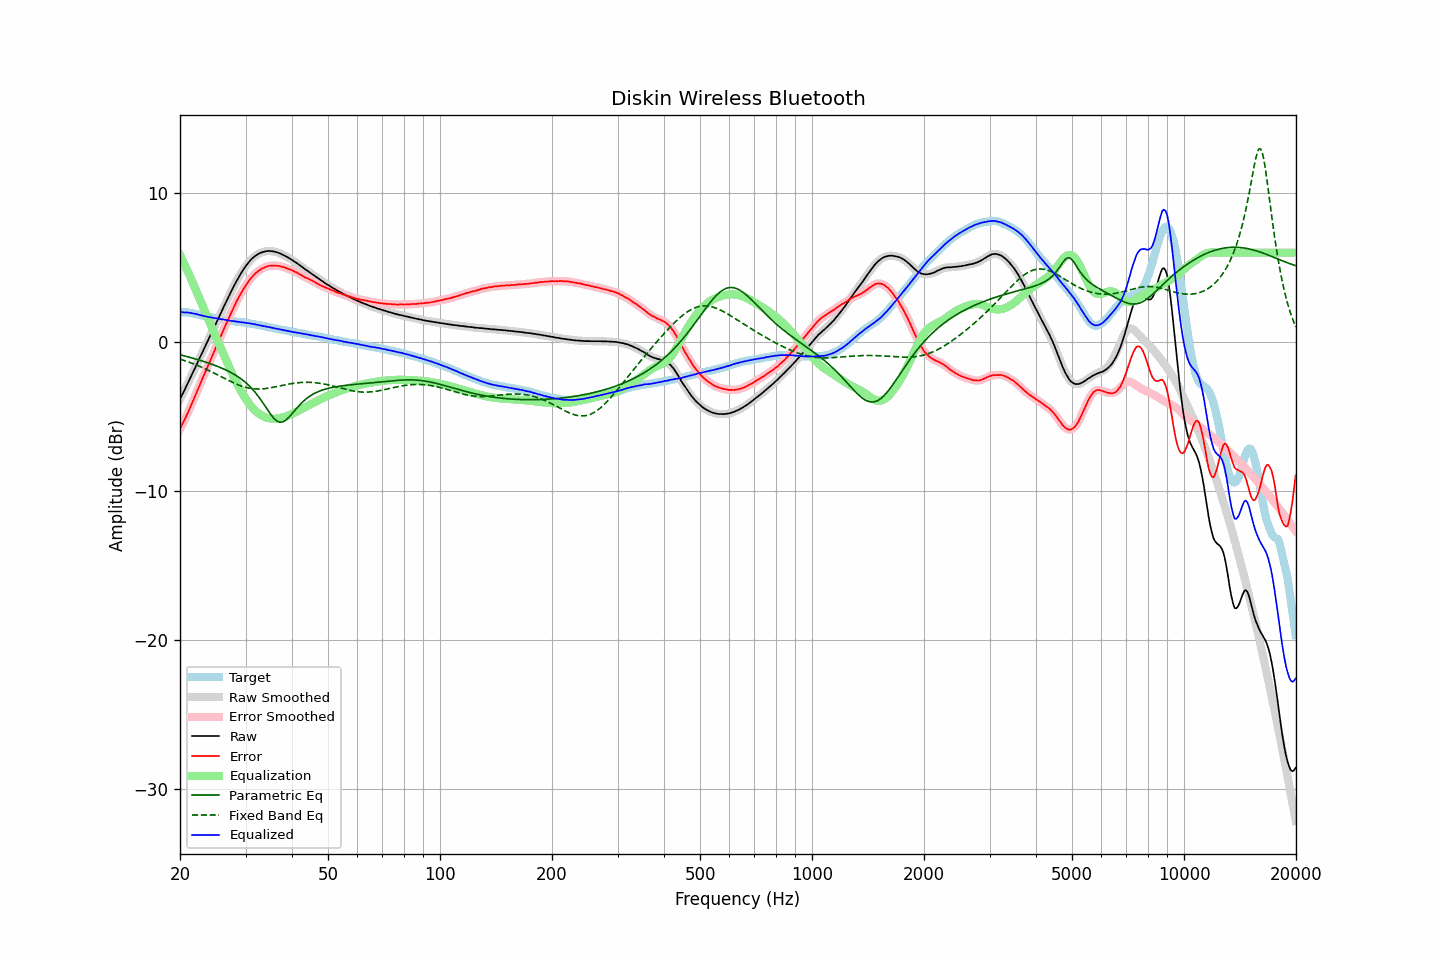 Diskin Wireless Bluetooth
Amplitude (dBr)
10
0
−10
−20
−30
Target
Raw Smoothed
Error Smoothed
Raw
Error
Equalization
Parametric Eq
Fixed Band Eq
Equalized
20 50 100 200 500 1000 2000 5000 10000 20000
Frequency (Hz)